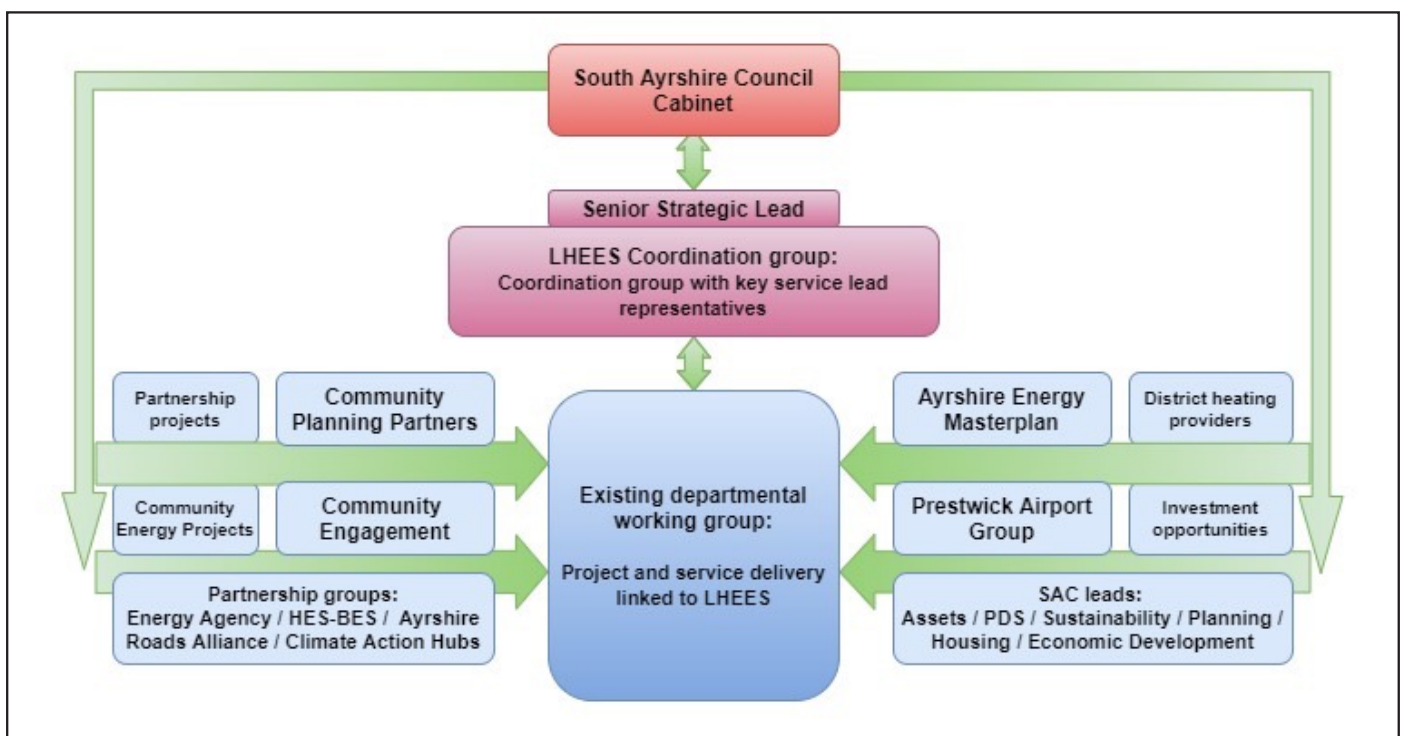 South Ayrshire Council
Cabinet
Senior Strategic Lead
LHEES Coordination group:
Coordination group with key service lead
representatives
Partnership
projects
Community
Planning Partners
Community
Energy Projects
Community
Engagement
Partnership groups:
Energy Agency / HES-BES / Ayrshire
Roads Alliance / Climate Action Hubs
Existing departmental
working group:
Project and service delivery
linked to LHEES
Ayrshire Energy
Masterplan
District heating
providers
Prestwick Airport
Group
Investment
opportunities
SAC leads:
Assets / PDS / Sustainability / Planning /
Housing / Economic Development